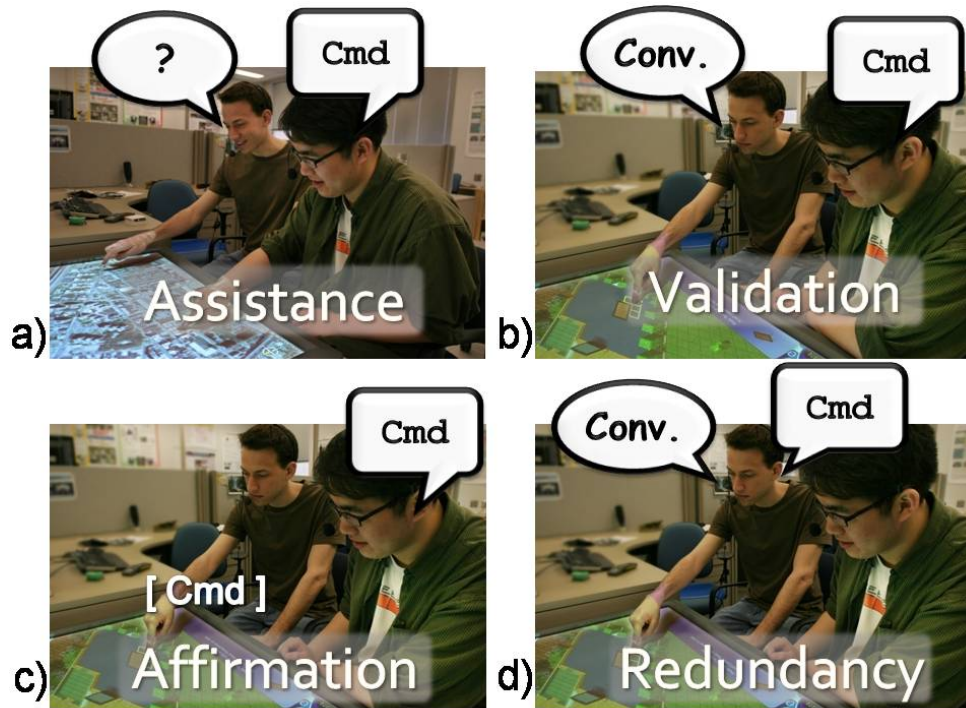 ?
Cmd
Assistance
a)
Conv.
Cmd
Validation
b)
Cmd
[ Cmd ]
Affirmation
c)
Conv.
Cmd
Redundancy
d)